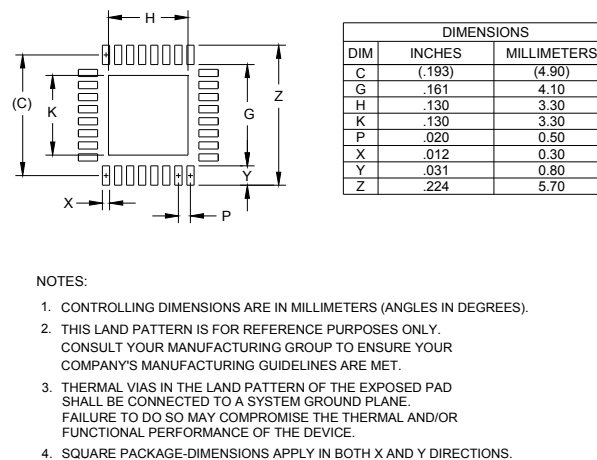 H
(C)
K
G
Z
Y
X
P
DIMENSIONS
DIM INCHES MILLIMETERS
C (.193) (4.90)
G .161 4.10
H .130 3.30
K .130 3.30
P .020 0.50
X .012 0.30
Y .031 0.80
Z .224 5.70
NOTES:
1. CONTROLLING DIMENSIONS ARE IN MILLIMETERS (ANGLES IN DEGREES).
2. THIS LAND PATTERN IS FOR REFERENCE PURPOSES ONLY.
CONSULT YOUR MANUFACTURING GROUP TO ENSURE YOUR
COMPANY'S MANUFACTURING GUIDELINES ARE MET.
3. THERMAL VIAS IN THE LAND PATTERN OF THE EXPOSED PAD
SHALL BE CONNECTED TO A SYSTEM GROUND PLANE.
FAILURE TO DO SO MAY COMPROMISE THE THERMAL AND/OR
FUNCTIONAL PERFORMANCE OF THE DEVICE.
4. SQUARE PACKAGE-DIMENSIONS APPLY IN BOTH X AND Y DIRECTIONS.